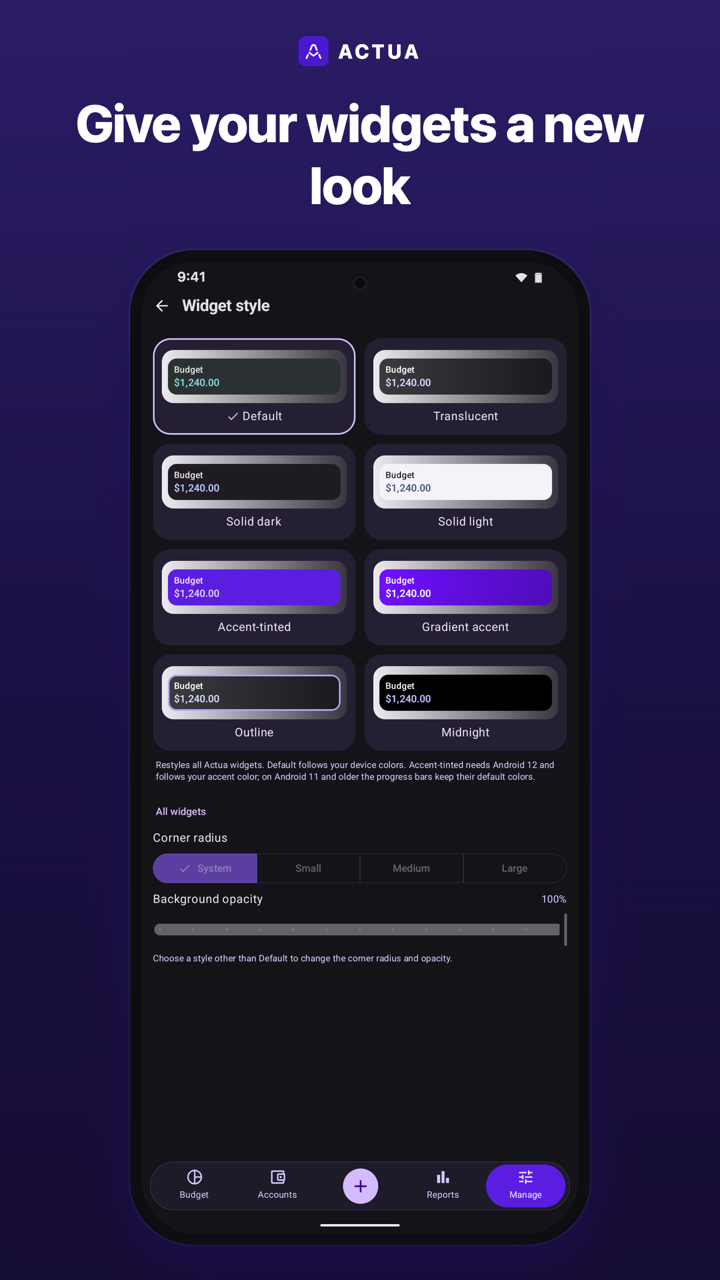 ACTUA
Give your widgets a new
look
9:41
Widget style
Budget
$1,240.00
Default
Budget
$1,240.00
Translucent
Budget
$1,240.00
Solid dark
Budget
$1,240.00
Solid light
Budget
$1,240.00
Accent-tinted
Budget
$1,240.00
Gradient accent
Budget
$1,240.00
Outline
Budget
$1,240.00
Midnight
Restyles all Actua widgets. Default follows your device colors. Accent-tinted needs Android 12 and
follows your accent color; on Android 11 and older the progress bars keep their default colors.
All widgets
Corner radius
System
Small
Medium
Large
Background opacity
100%
Choose a style other than Default to change the corner radius and opacity.
Budget
Accounts
Reports
Manage